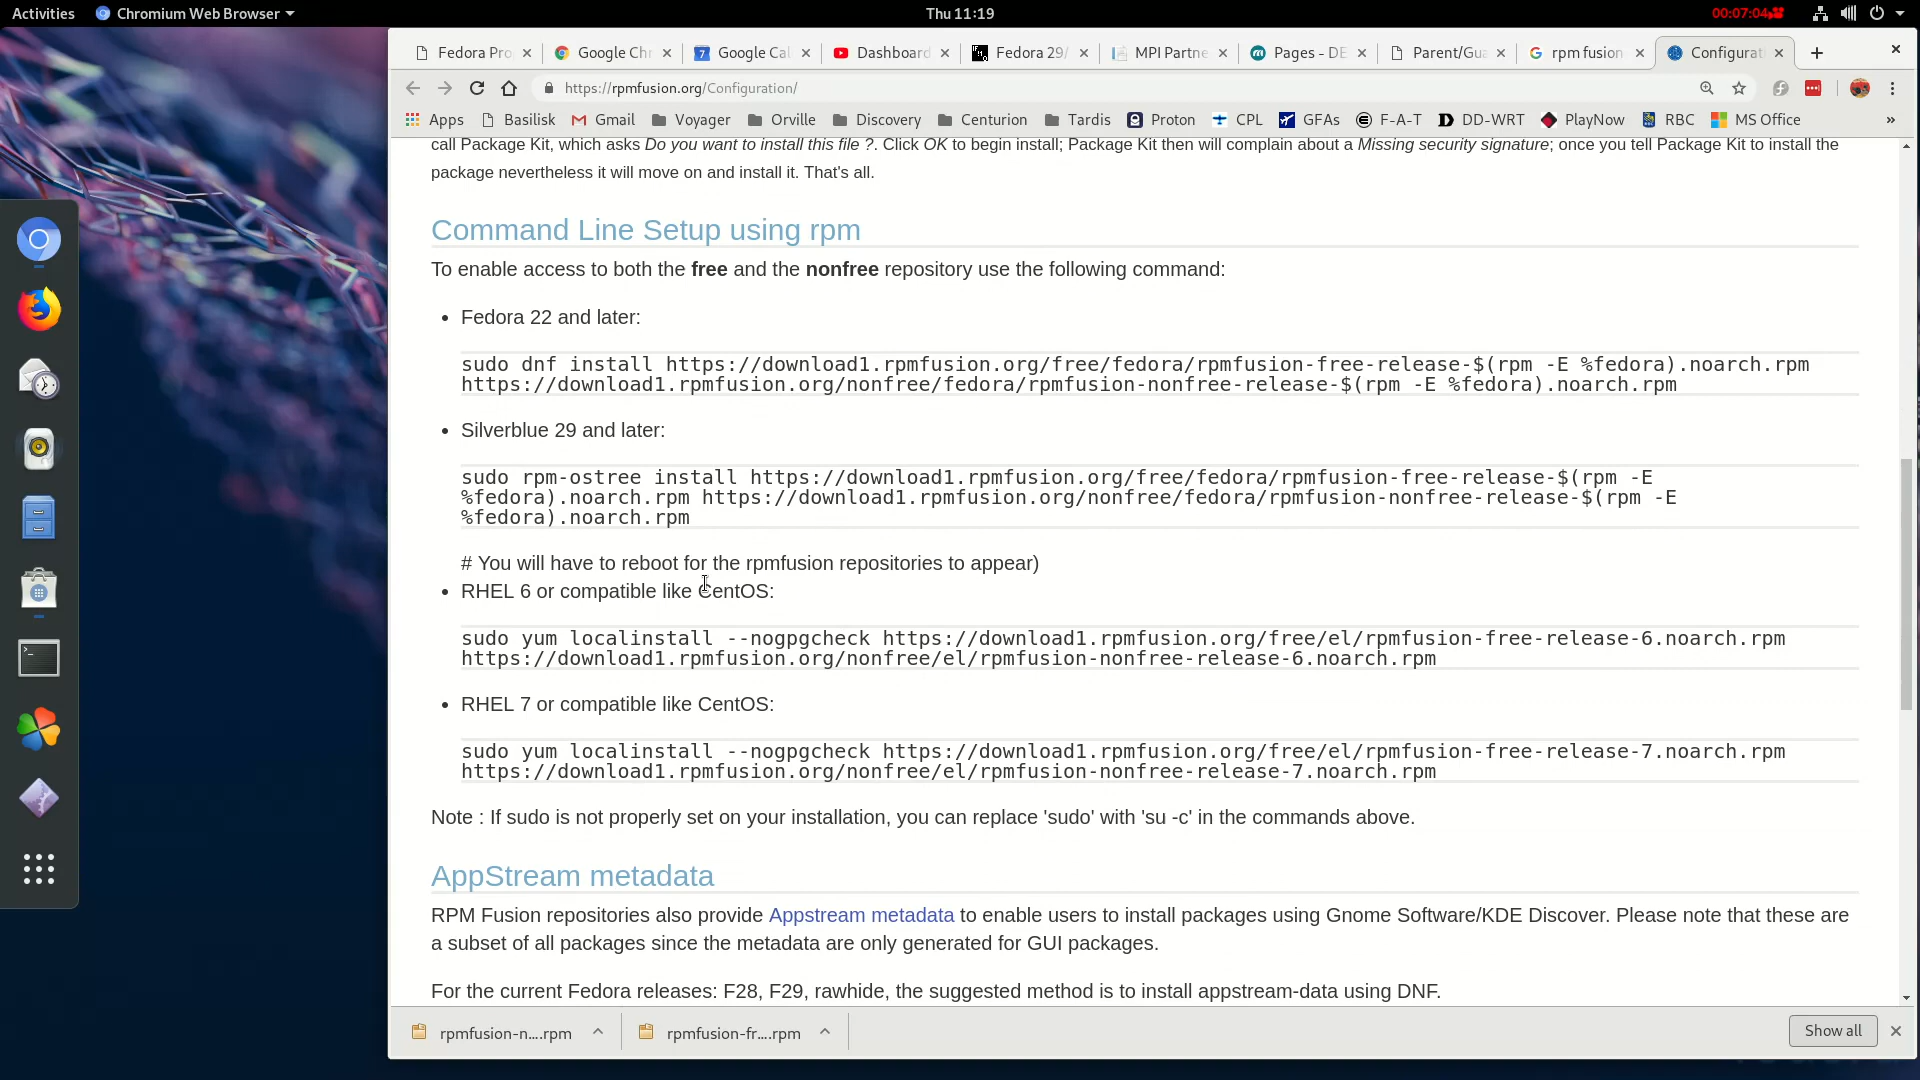 Activities Chromium Web Browser Thu 11:19 00:07:04
Fedora Pro Google Chr Google Cal Dashboard Fedora 29/ MPI Partne Pages - DE Parent/Gua rpm fusion Configurat
https://rpmfusion.org/Configuration/
Apps Basilisk Gmail Voyager Orville Discovery Centurion Tardis Proton CPL GFAs F-A-T DD-WRT PlayNow RBC MS Office »
call Package Kit, which asks Do you want to install this file ?. Click OK to begin install; Package Kit then will complain about a Missing security signature; once you tell Package Kit to install the
package nevertheless it will move on and install it. That's all.
Command Line Setup using rpm
To enable access to both the free and the nonfree repository use the following command:
• Fedora 22 and later:
sudo dnf install https://download1.rpmfusion.org/free/fedora/rpmfusion-free-release-$(rpm -E %fedora).noarch.rpm
https://download1.rpmfusion.org/nonfree/fedora/rpmfusion-nonfree-release-$(rpm -E %fedora).noarch.rpm
• Silverblue 29 and later:
sudo rpm-ostree install https://download1.rpmfusion.org/free/fedora/rpmfusion-free-release-$(rpm -E
%fedora).noarch.rpm https://download1.rpmfusion.org/nonfree/fedora/rpmfusion-nonfree-release-$(rpm -E
%fedora).noarch.rpm
# You will have to reboot for the rpmfusion repositories to appear)
• RHEL 6 or compatible like CentOS:
sudo yum localinstall --nogpgcheck https://download1.rpmfusion.org/free/el/rpmfusion-free-release-6.noarch.rpm
https://download1.rpmfusion.org/nonfree/el/rpmfusion-nonfree-release-6.noarch.rpm
• RHEL 7 or compatible like CentOS:
sudo yum localinstall --nogpgcheck https://download1.rpmfusion.org/free/el/rpmfusion-free-release-7.noarch.rpm
https://download1.rpmfusion.org/nonfree/el/rpmfusion-nonfree-release-7.noarch.rpm
Note : If sudo is not properly set on your installation, you can replace 'sudo' with 'su -c' in the commands above.
AppStream metadata
RPM Fusion repositories also provide Appstream metadata to enable users to install packages using Gnome Software/KDE Discover. Please note that these are
a subset of all packages since the metadata are only generated for GUI packages.
For the current Fedora releases: F28, F29, rawhide, the suggested method is to install appstream-data using DNF.
rpmfusion-n....rpm rpmfusion-fr....rpm Show all